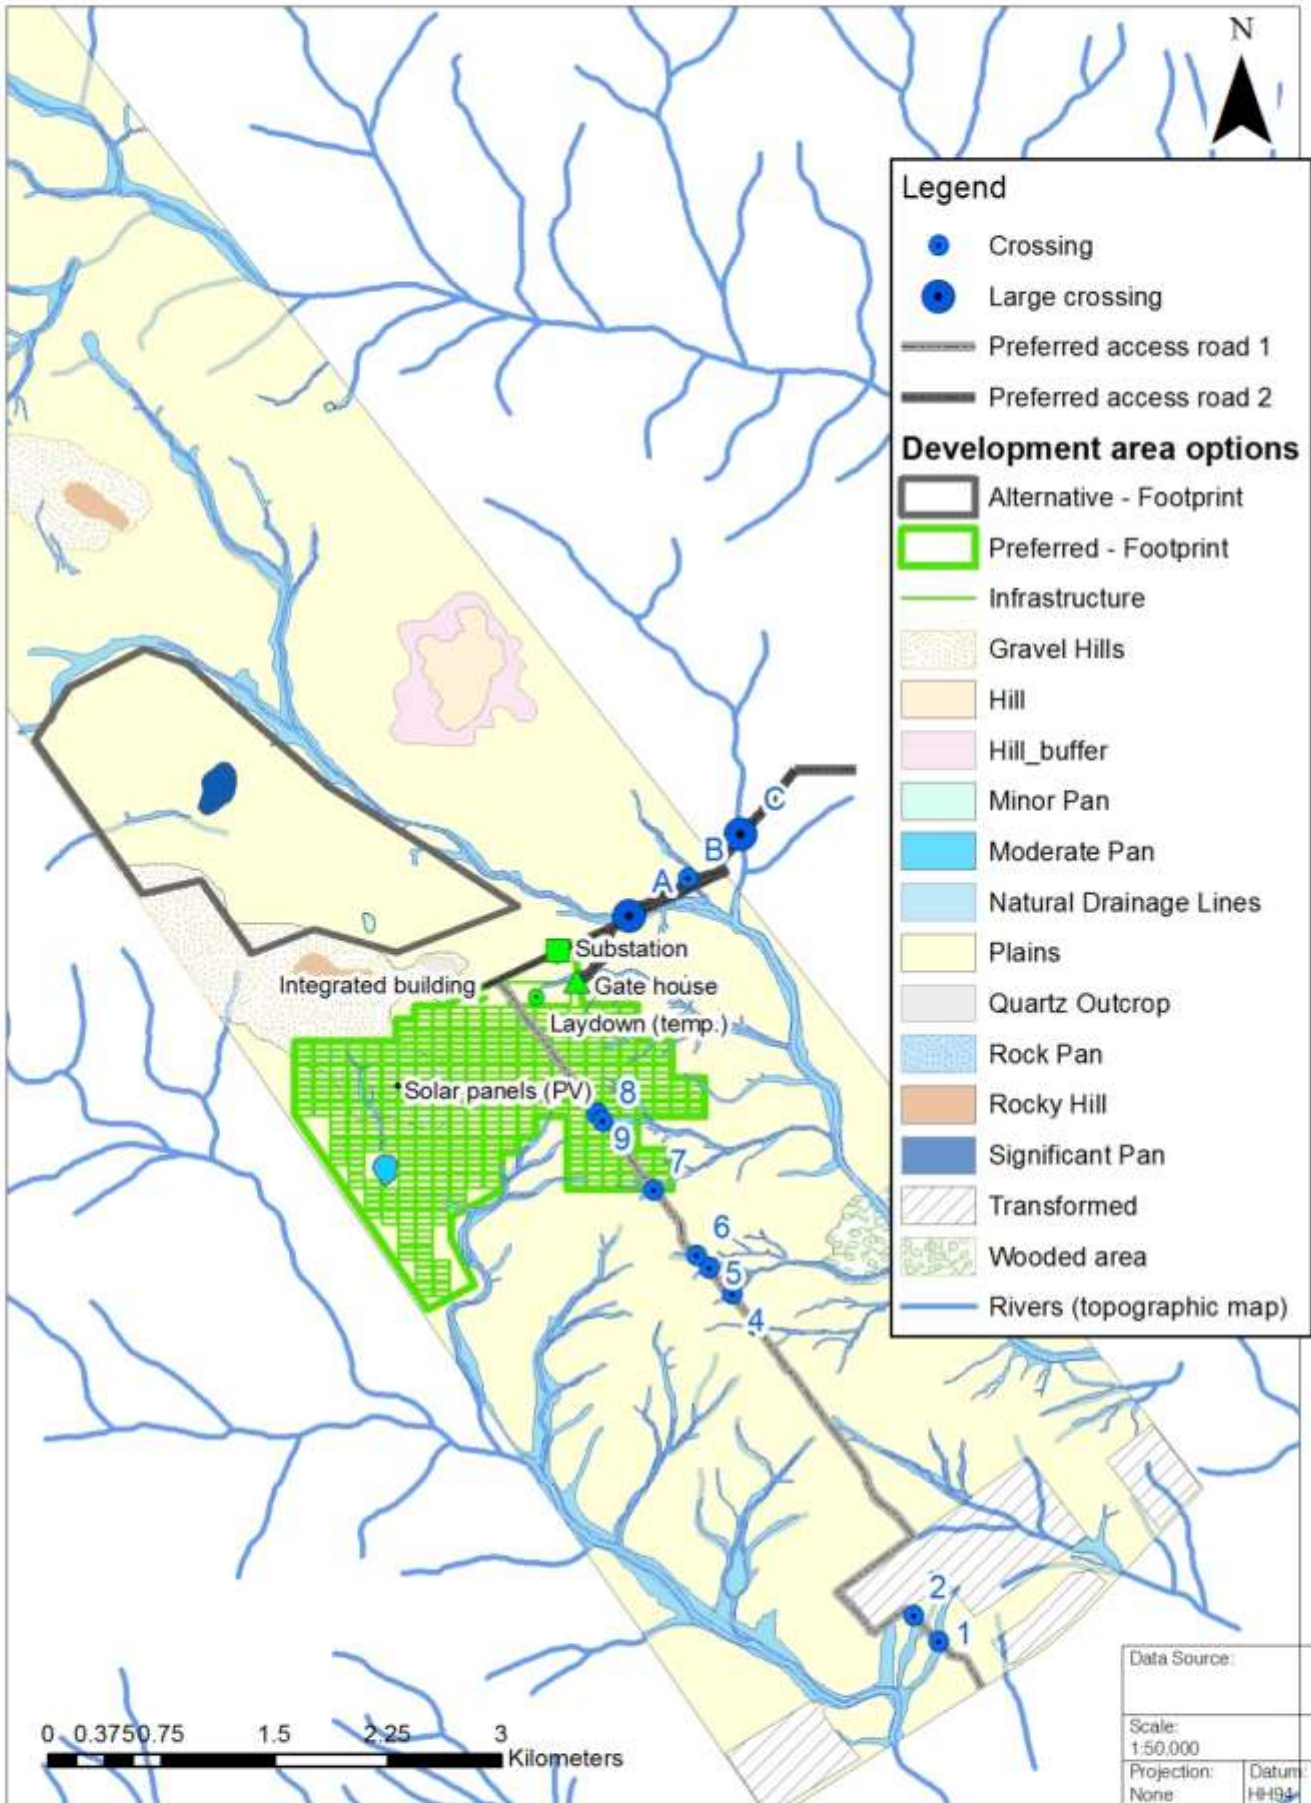 N
Legend
Crossing
Large crossing
Preferred access road 1
Preferred access road 2
Development area options
Alternative - Footprint
Preferred - Footprint
Infrastructure
Gravel Hills
Hill
Hill_buffer
Minor Pan
Moderate Pan
Natural Drainage Lines
Plains
Quartz Outcrop
Rock Pan
Rocky Hill
Significant Pan
Transformed
Wooded area
Rivers (topographic map)
C
B
A
Substation
Integrated building
Gate house
Laydown (temp.)
Solar panels (PV)
8
9
7
6
5
4
2
1
0 0.375 0.75 1.5 2.25 3
Kilometers
Data Source:
Scale:
1:50.000
Projection: Datum:
None HH94